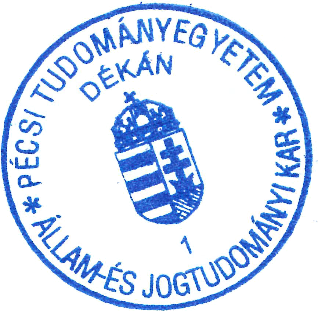 * PÉCSI TUDOMÁNYEGYETEM *
DÉKÁN
1
ÁLLAM-ÉS JOGTUDOMÁNYI KAR